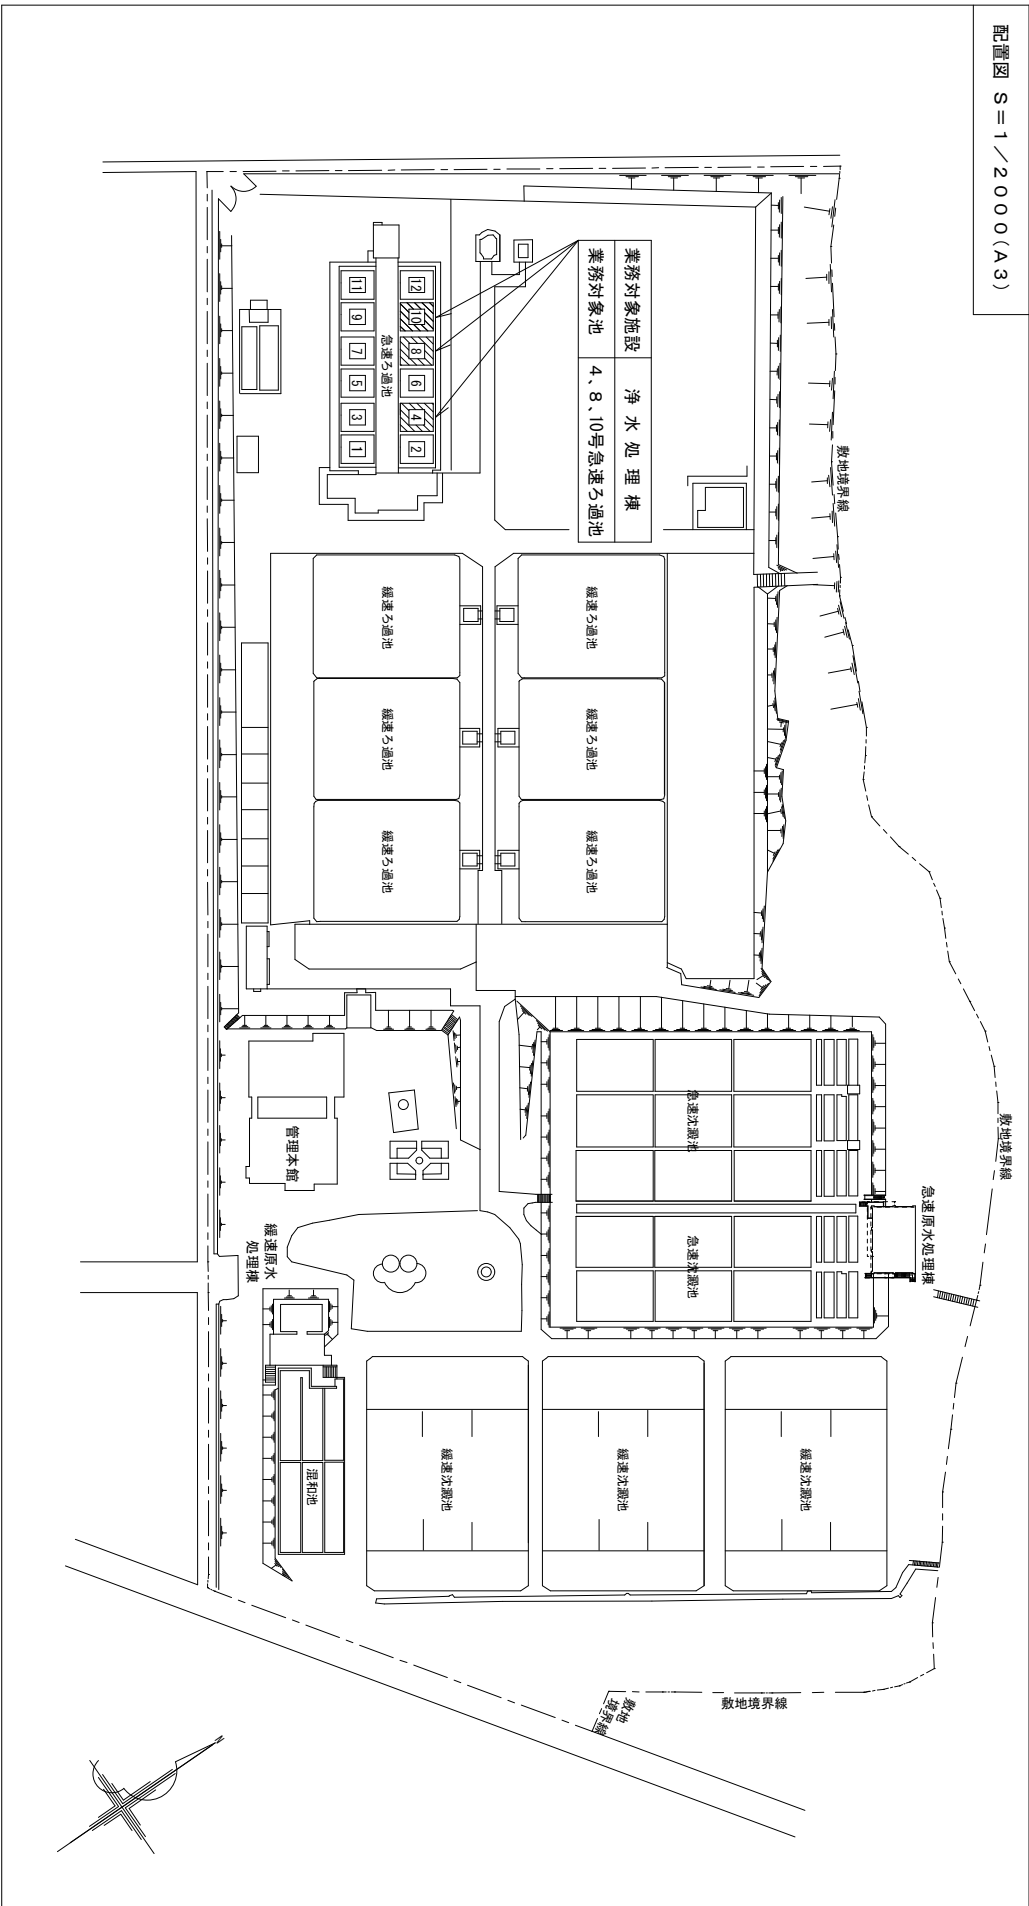 配置図 S=1/2000(A3)
業務対象施設 浄水処理棟
業務対象池 4、8、10号急速ろ過池
敷地境界線
12
10
8
6
4
2
急速ろ過池
11
9
7
5
3
1
緩速ろ過池
緩速ろ過池
緩速ろ過池
緩速ろ過池
緩速ろ過池
緩速ろ過池
敷地境界線
急速原水処理棟
急速沈澱池
急速沈澱池
管理本館
緩速原水
処理棟
混和池
緩速沈澱池
緩速沈澱池
緩速沈澱池
敷地境界線
敷地
境界線
N